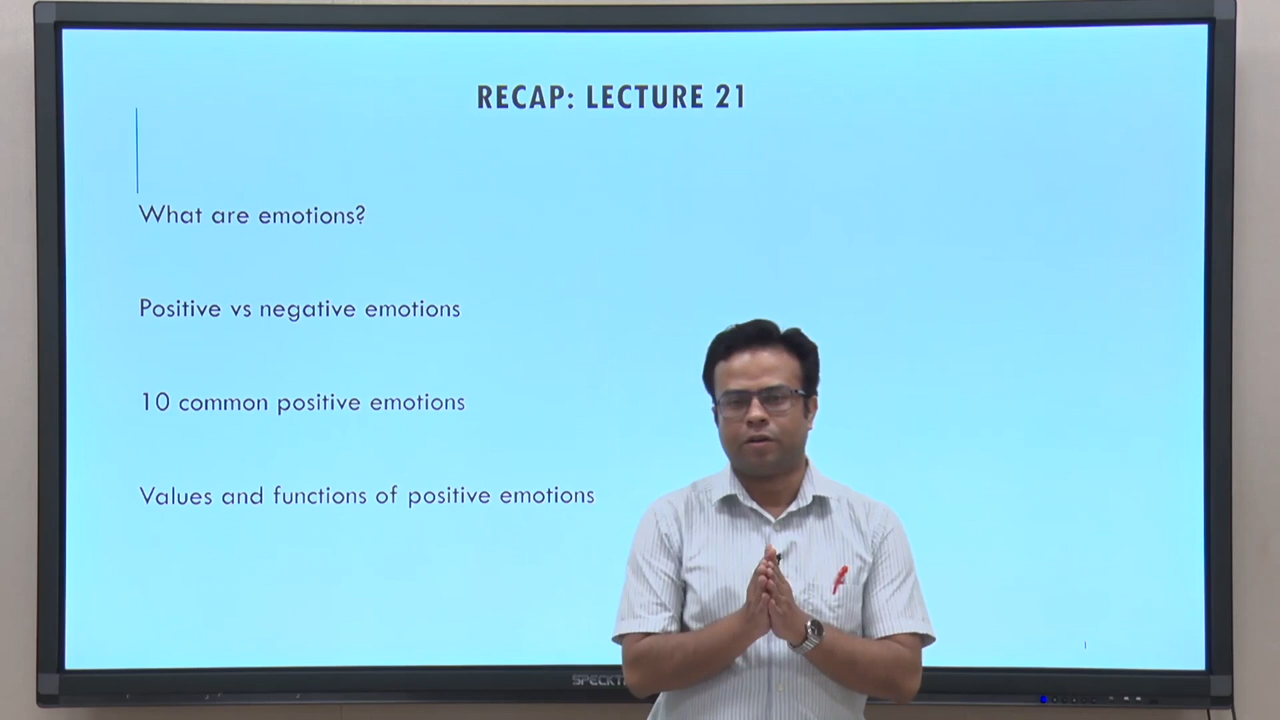 RECAP: LECTURE 21
What are emotions?
Positive vs negative emotions
10 common positive emotions
Values and functions of positive emotions